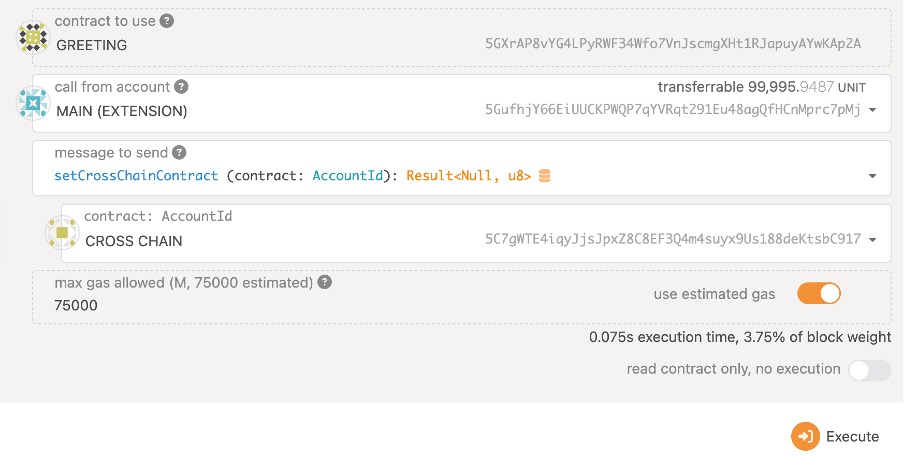 contract to use ?
GREETING 5GXrAP8vYG4LPyRWF34Wfo7VnJscmgXHt1RJapuyAYwKAp2A
call from account ? transferrable 99,995.9487 UNIT
MAIN (EXTENSION) 5GufhjY66EiUUCKPWQP7qYVRqtZ91Eu48agQfHCnMprc7pMj
message to send ?
setCrossChainContract (contract: AccountId): Result<Null, u8>
contract: AccountId
CROSS CHAIN 5C7gWTE4iqyJjsJpxZ8C8EF3Q4m4suyx9Us188deKtsbC917
max gas allowed (M, 75000 estimated) ?
75000 use estimated gas
0.075s execution time, 3.75% of block weight
read contract only, no execution
Execute